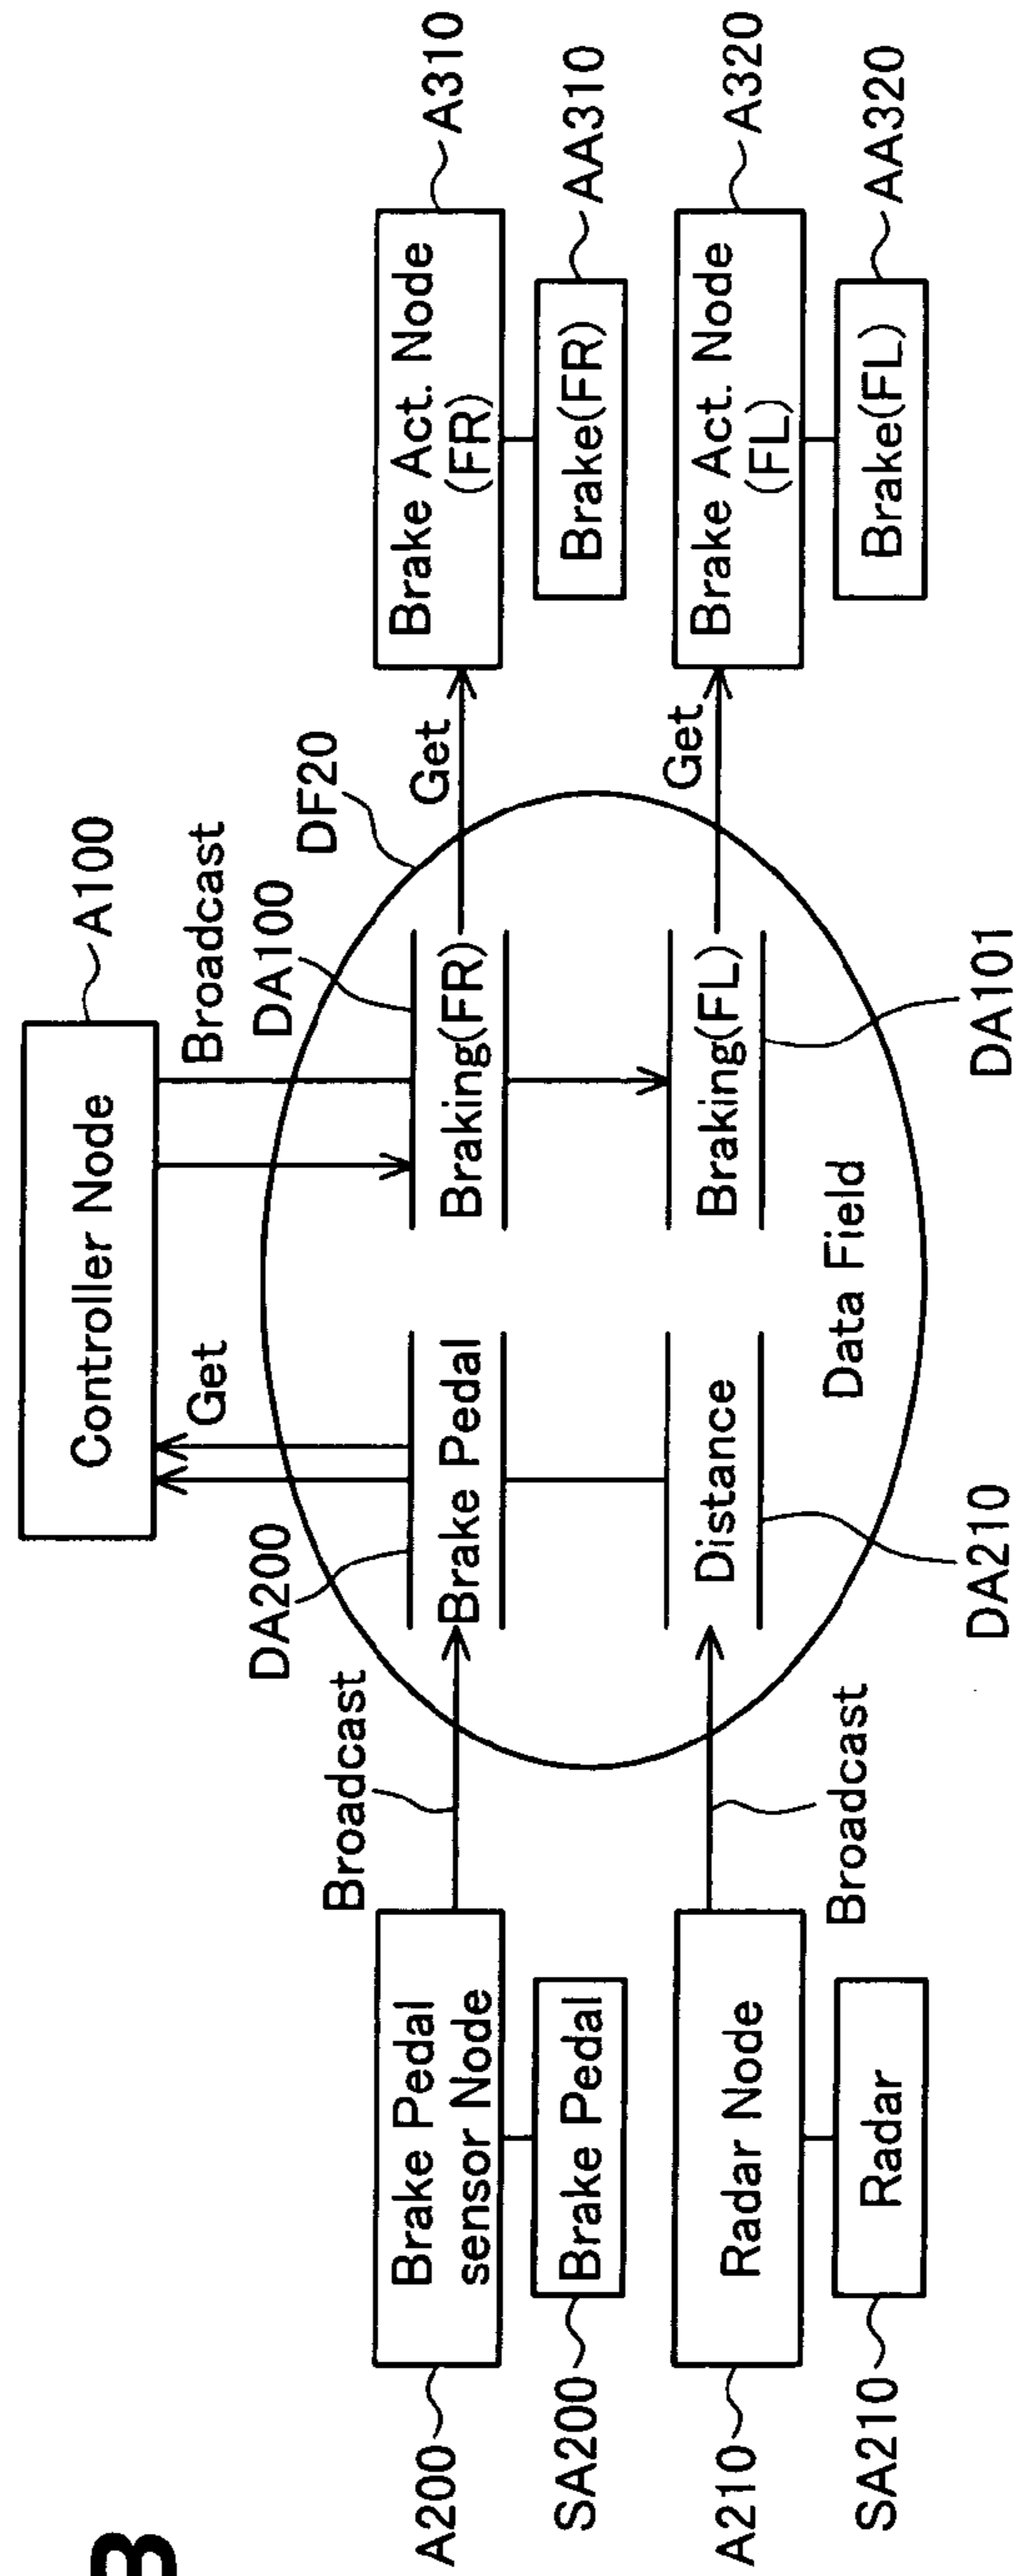 3
A100
Controller Node
Get
Broadcast
DA200
DA100
DF20
A200
Brake Pedal
sensor Node
Broadcast
Brake Pedal
Braking(FR)
Get
Brake Act. Node
(FR)
A310
SA200
Brake Pedal
Brake(FR)
AA310
A210
Radar Node
Broadcast
Distance
Braking(FL)
Get
Brake Act. Node
(FL)
A320
SA210
Radar
Data Field
Brake(FL)
AA320
DA210
DA101